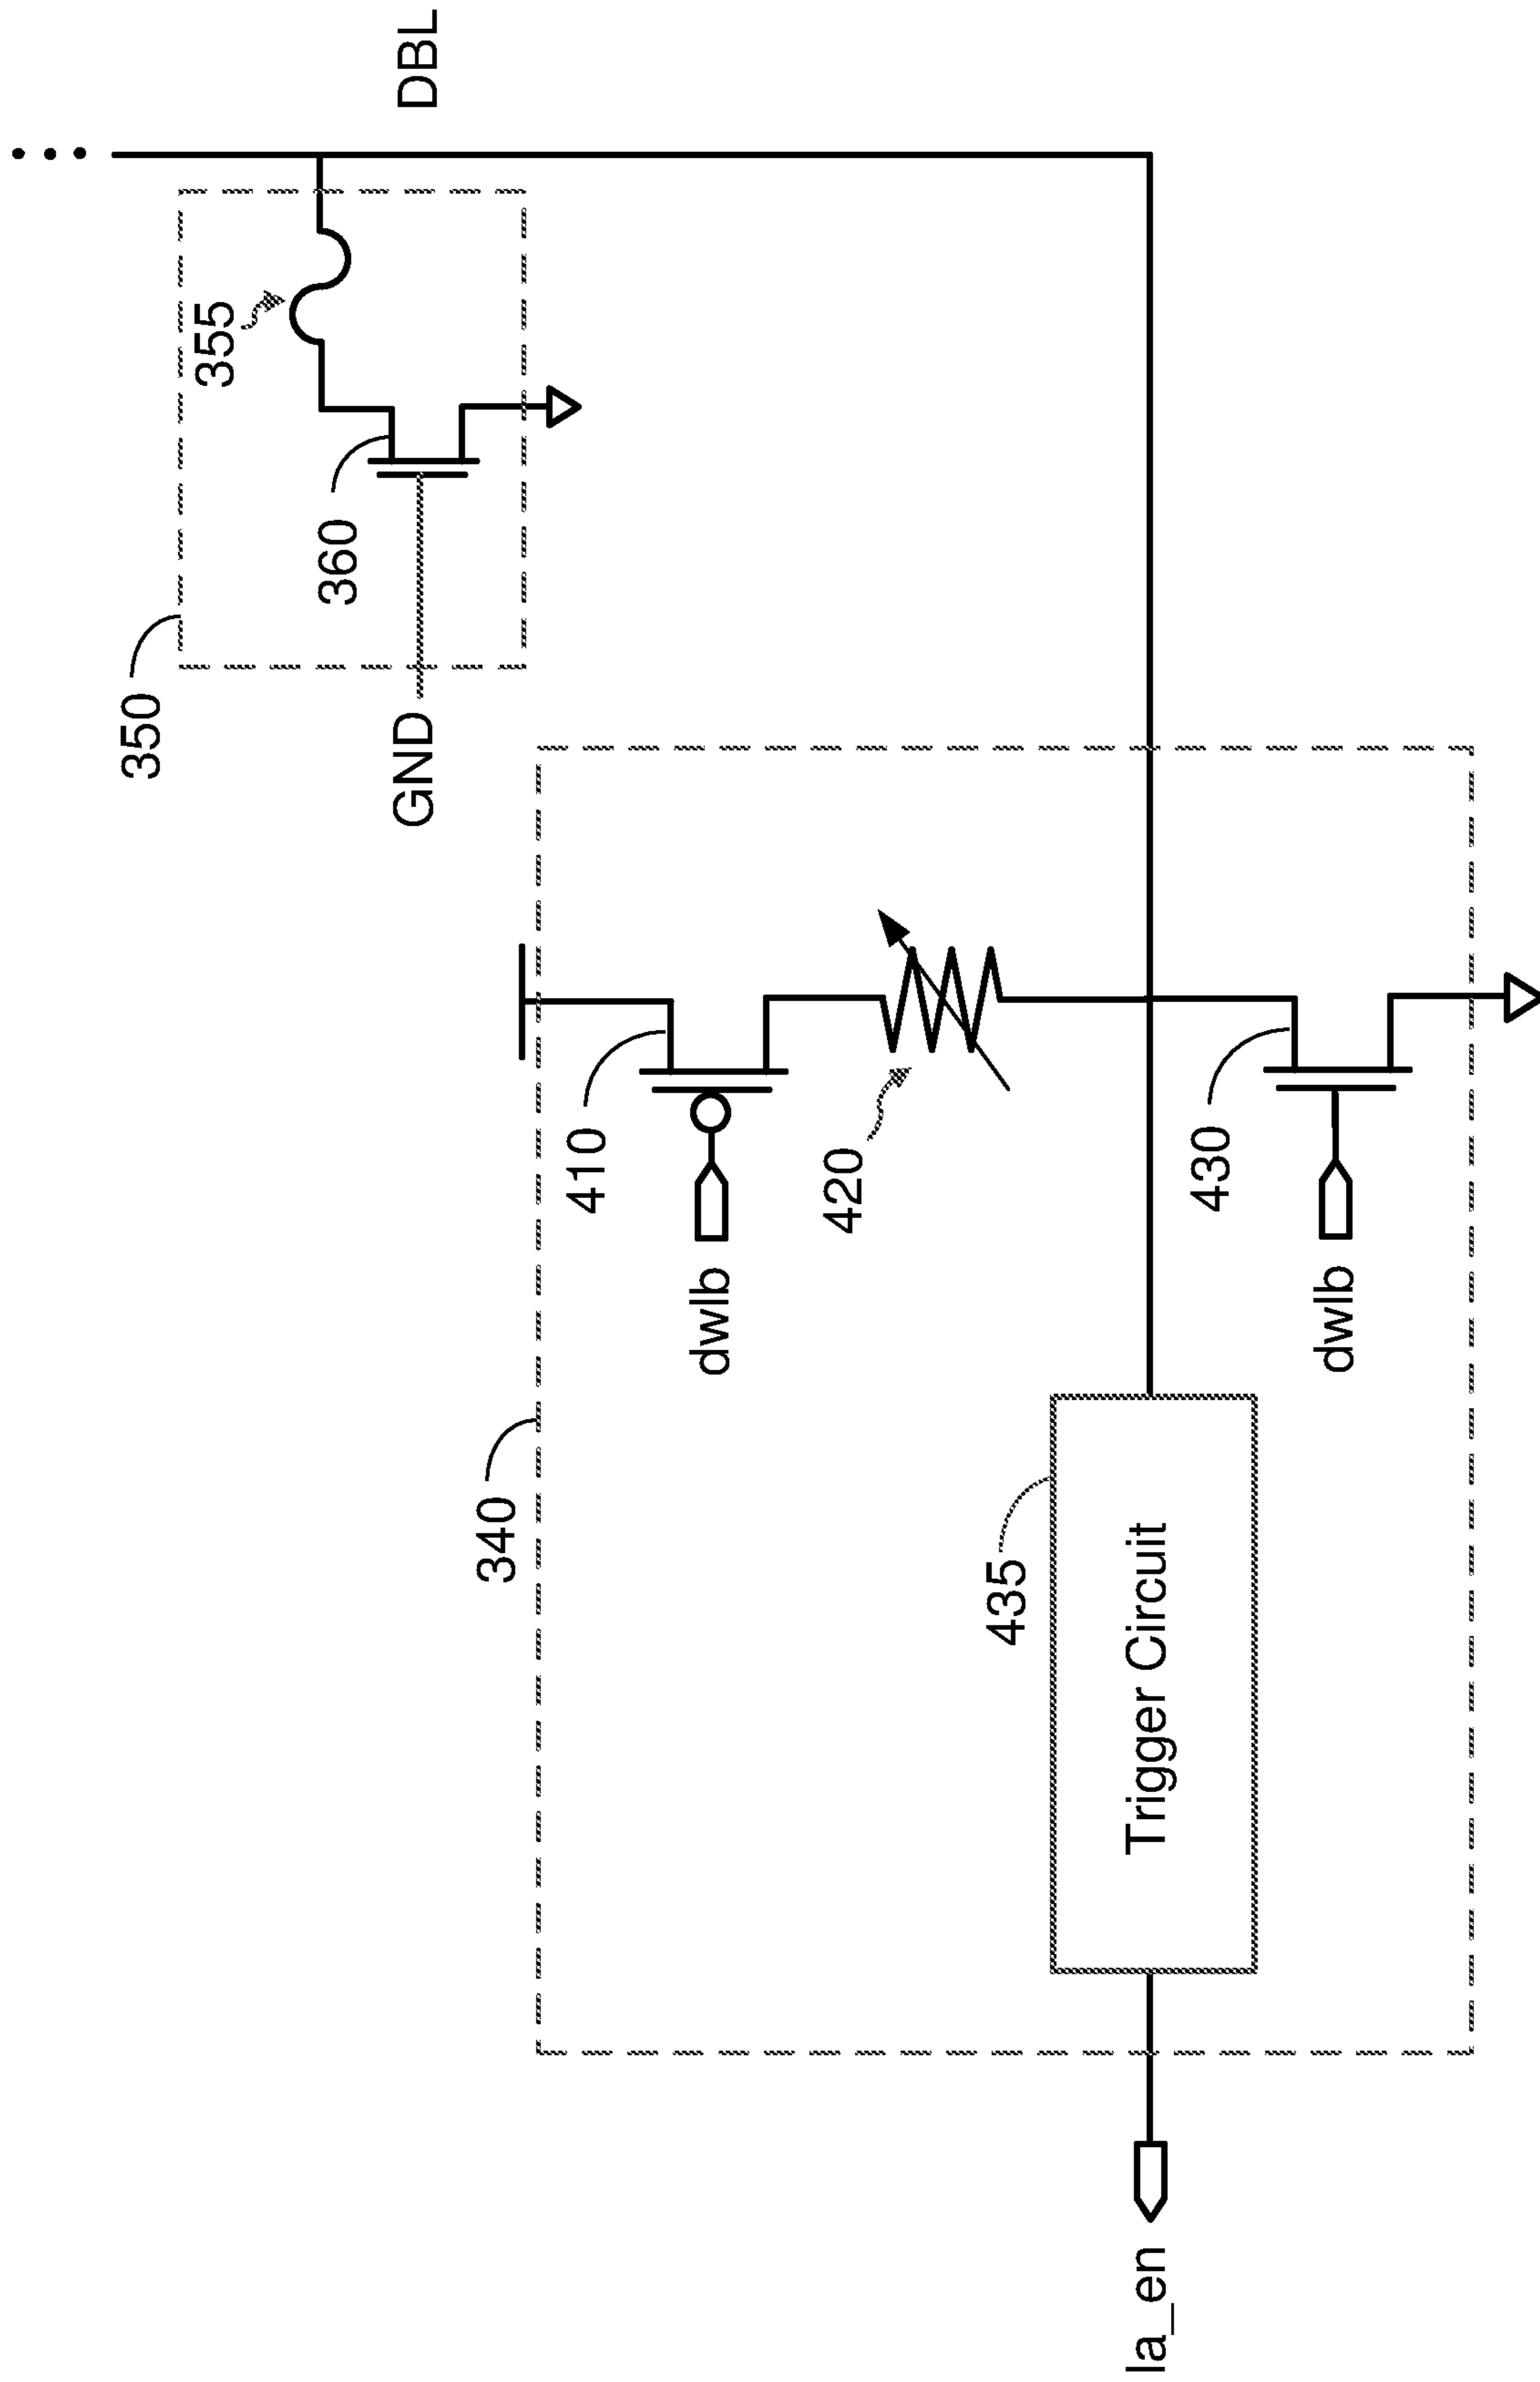 DBL
355
360
350
GND
410
dwlb
420
430
dwlb
340
435
Trigger Circuit
la_en